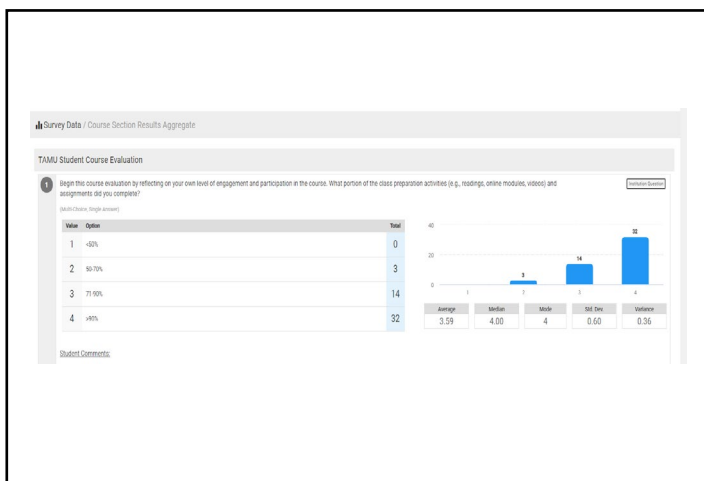 Survey Data / Course Section Results Aggregate
TAMU Student Course Evaluation
1 Begin this course evaluation by reflecting on your own level of engagement and participation in the course. What portion of the class preparation activities (e.g., readings, online modules, videos) and Institution Question
assignments did you complete?
(Multi-Choice, Single Answer)
Value Option Total
1 <50% 0
2 50-70% 3
3 71-90% 14
4 >90% 32
40
20
0
3
14
32
1 2 3 4
Average Median Mode Std. Dev. Variance
3.59 4.00 4 0.60 0.36
Student Comments: